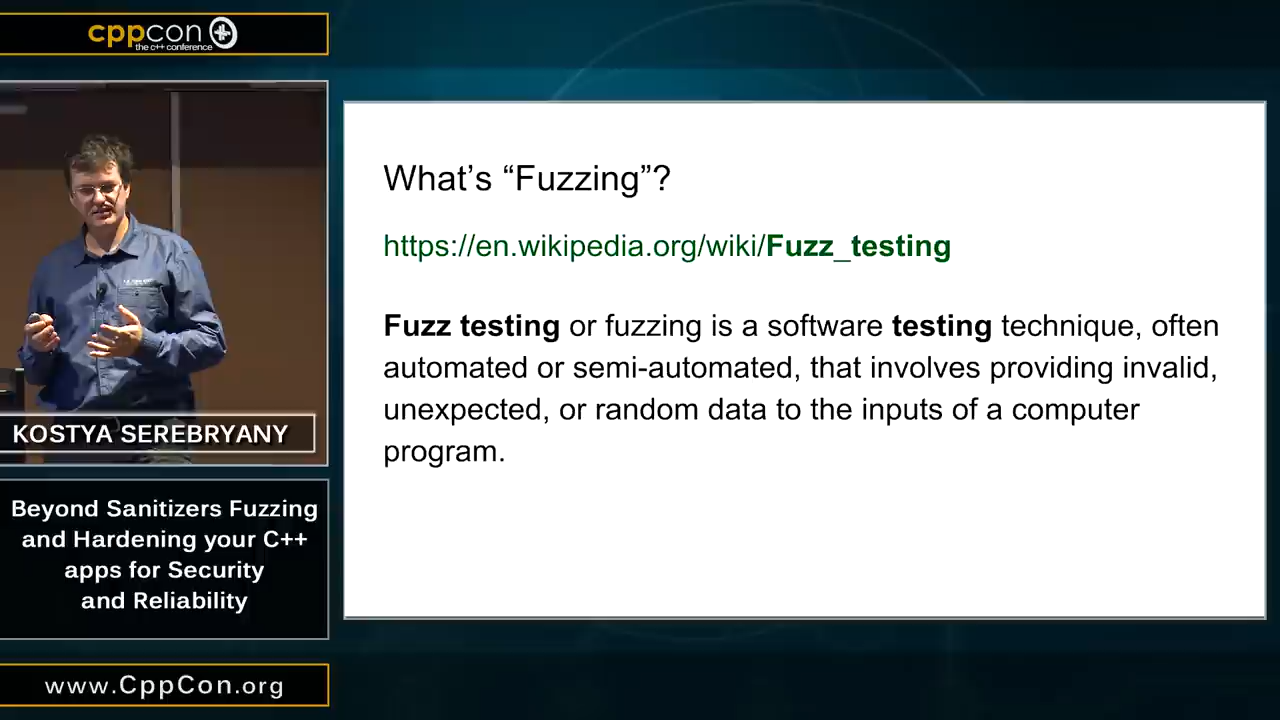 cppcon
the c++ conference
What's “Fuzzing”?
https://en.wikipedia.org/wiki/Fuzz_testing
Fuzz testing or fuzzing is a software testing technique, often
automated or semi-automated, that involves providing invalid,
unexpected, or random data to the inputs of a computer
program.
KOSTYA SEREBRYANY
Beyond Sanitizers Fuzzing
and Hardening your C++
apps for Security
and Reliability
www.CppCon.org